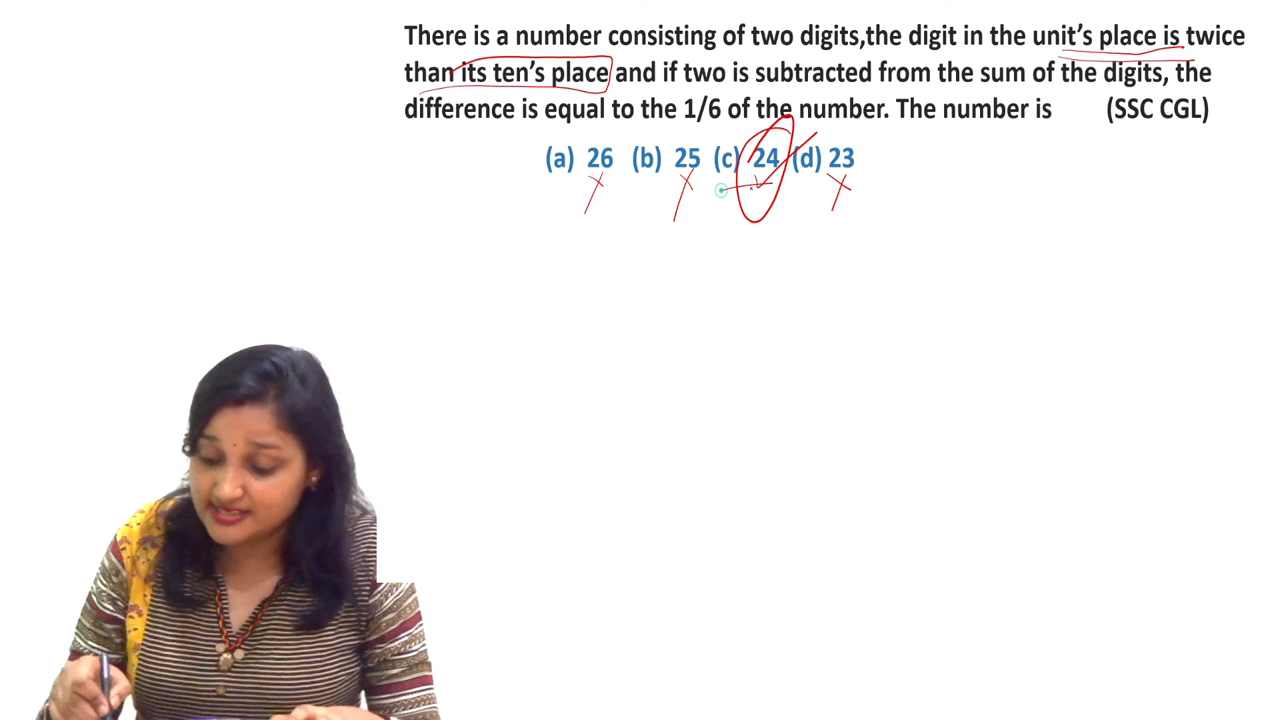 There is a number consisting of two digits,the digit in the unit's place is twice
than its ten's place and if two is subtracted from the sum of the digits, the
difference is equal to the 1/6 of the number. The number is (SSC CGL)
(a) 26 (b) 25 (c) 24 (d) 23